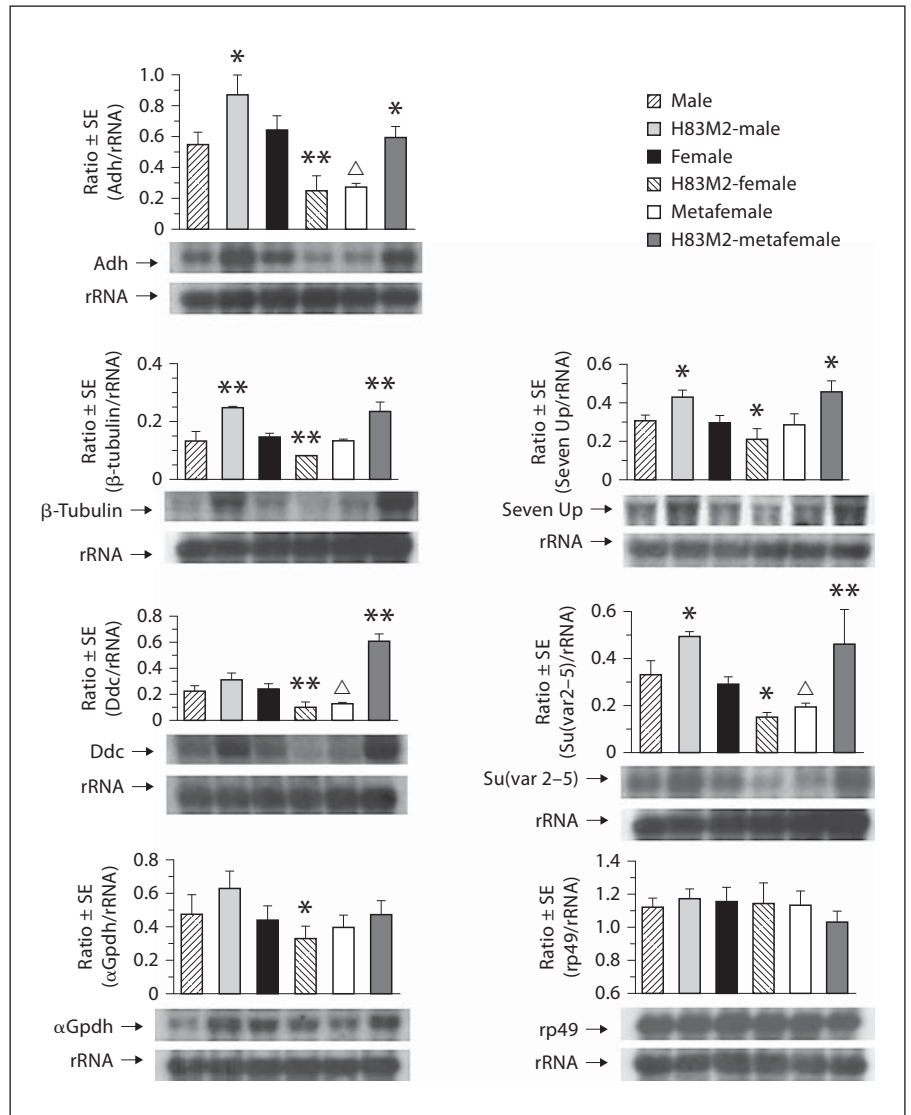 *
*
**
△
*
1.0
0.8
0.6
0.4
0.2
0
Ratio ± SE
(Adh/rRNA)
Adh →
rRNA →
Male
H83M2-male
Female
H83M2-female
Metafemale
H83M2-metafemale
**
**
**
0.4
0.2
0
Ratio ± SE
(β-tubulin/rRNA)
β-Tubulin →
rRNA →
*
*
*
0.6
0.4
0.2
0
Ratio ± SE
(Seven Up/rRNA)
Seven Up →
rRNA →
**
△
**
0.8
0.6
0.4
0.2
0
Ratio ± SE
(Ddc/rRNA)
Ddc →
rRNA →
*
*
△
**
0.6
0.4
0.2
0
Ratio ± SE
(Su(var2–5)/rRNA)
Su(var 2–5) →
rRNA →
*
0.8
0.6
0.4
0.2
0
Ratio ± SE
(αGpdh/rRNA)
αGpdh →
rRNA →
1.4
1.2
1.0
0.8
0.6
Ratio ± SE
(rp49/rRNA)
rp49 →
rRNA →